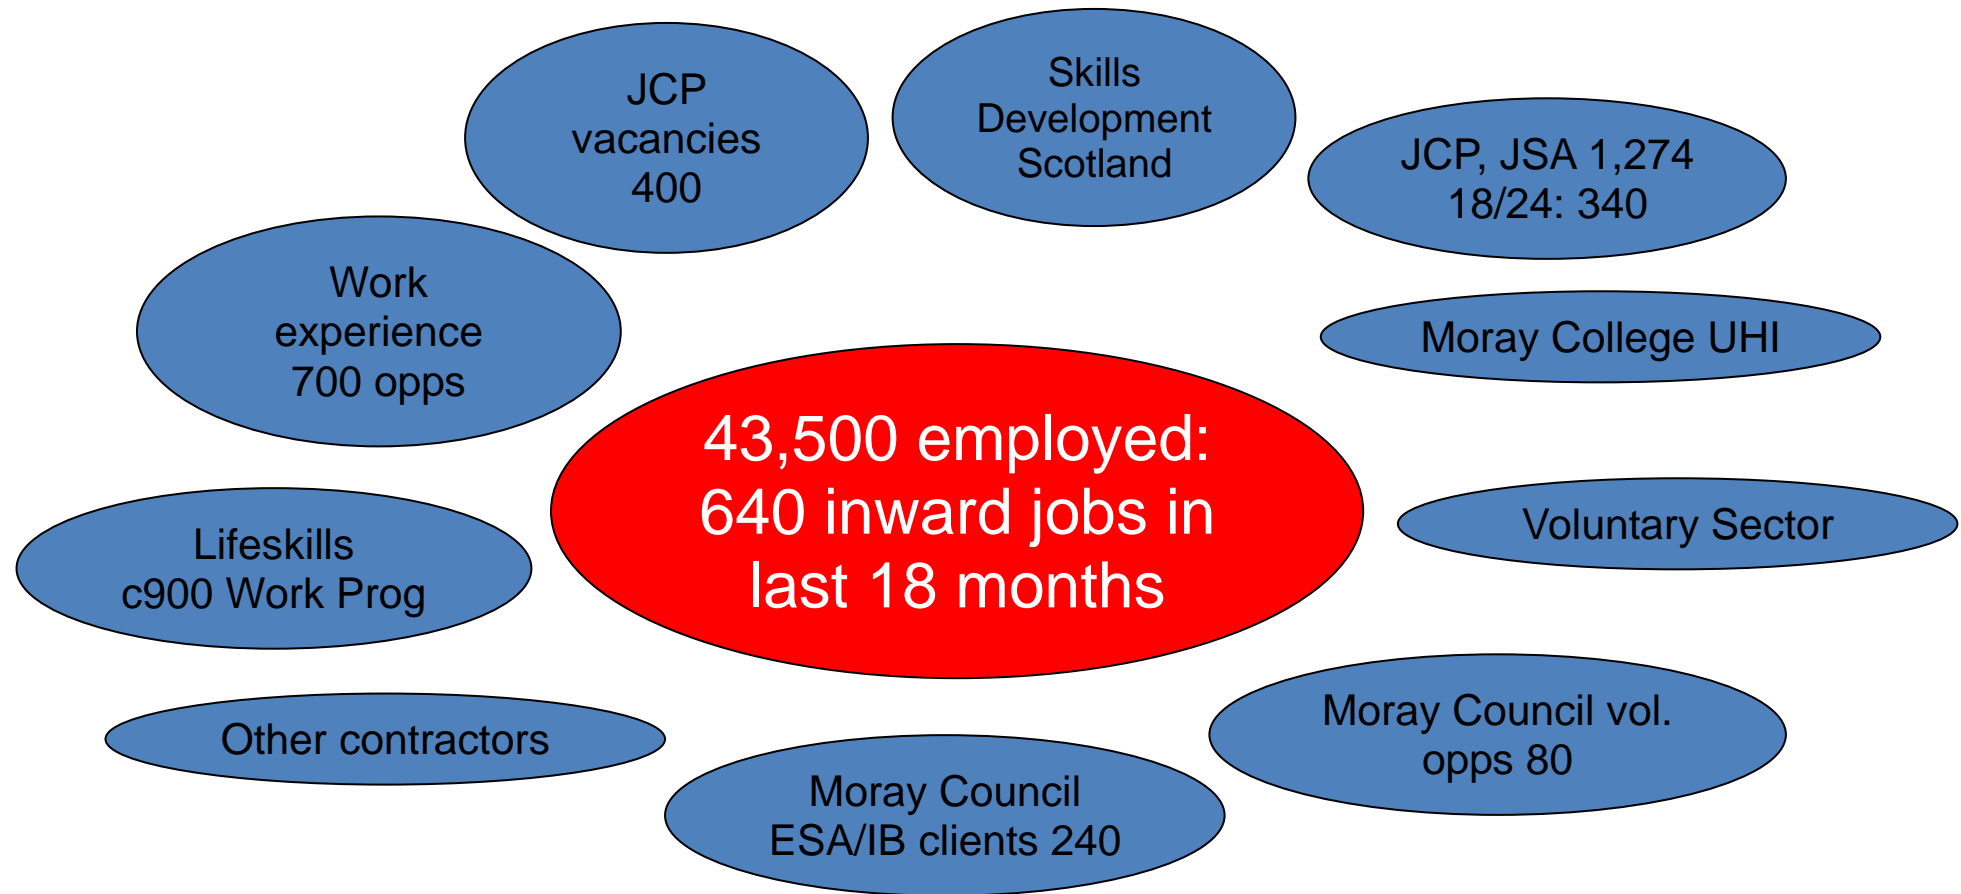 JCP
vacancies
400
Skills
Development
Scotland
JCP, JSA 1,274
18/24: 340
Work
experience
700 opps
Moray College UHI
43,500 employed:
640 inward jobs in
last 18 months
Voluntary Sector
Lifeskills
c900 Work Prog
Moray Council vol.
opps 80
Other contractors
Moray Council
ESA/IB clients 240